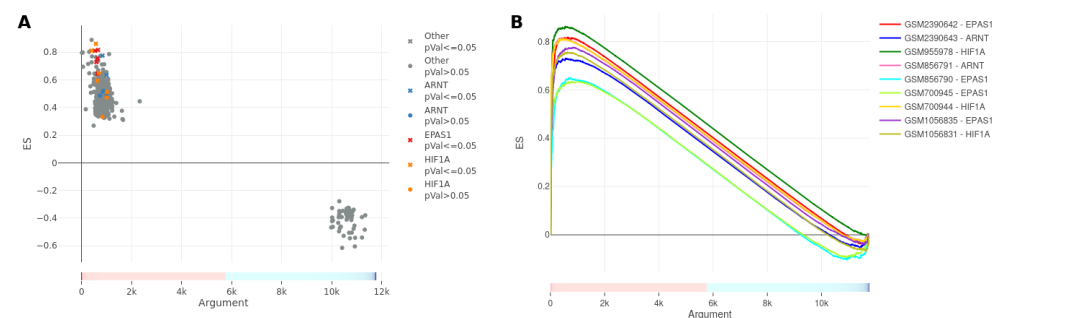 A
ES
0.8
0.6
0.4
0.2
0
−0.2
−0.4
−0.6
0
2k
4k
6k
8k
10k
12k
Argument
Other
pVal<=0.05
Other
pVal>0.05
ARNT
pVal<=0.05
ARNT
pVal>0.05
EPAS1
pVal<=0.05
HIF1A
pVal<=0.05
HIF1A
pVal>0.05
B
ES
0.8
0.6
0.4
0.2
0
0
2k
4k
6k
8k
10k
Argument
GSM2390642 - EPAS1
GSM2390643 - ARNT
GSM955978 - HIF1A
GSM856791 - ARNT
GSM856790 - EPAS1
GSM700945 - EPAS1
GSM700944 - HIF1A
GSM1056835 - EPAS1
GSM1056831 - HIF1A